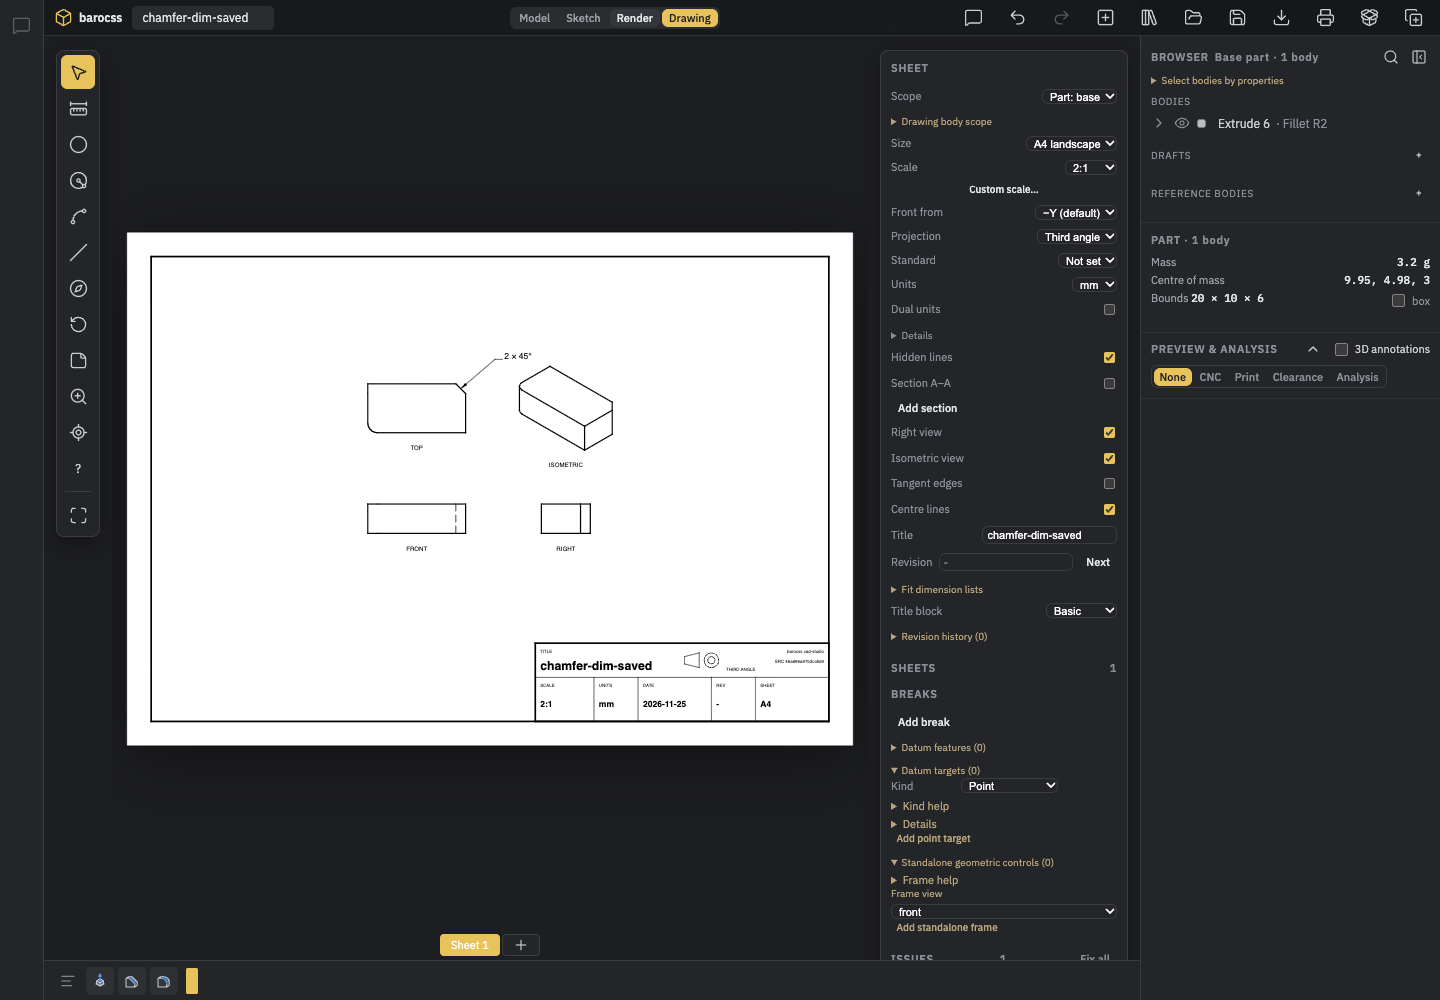 barocss
chamfer-dim-saved
Model Sketch Render Drawing
SHEET
Scope Part: base
Drawing body scope
Size A4 landscape
Scale 2:1
Custom scale...
Front from −Y (default)
Projection Third angle
Standard Not set
Units mm
Dual units
Details
Hidden lines
Section A–A
Add section
Right view
Isometric view
Tangent edges
Centre lines
Title chamfer-dim-saved
Revision - Next
Fit dimension lists
Title block Basic
Revision history (0)
SHEETS 1
BREAKS
Add break
Datum features (0)
Datum targets (0)
Kind Point
Kind help
Details
Add point target
Standalone geometric controls (0)
Frame help
Frame view
front
Add standalone frame
ISSUES 1 Fix all
BROWSER Base part · 1 body
Select bodies by properties
BODIES
Extrude 6 · Fillet R2
DRAFTS +
REFERENCE BODIES +
PART · 1 body
Mass 3.2 g
Centre of mass 9.95, 4.98, 3
Bounds 20 × 10 × 6 box
PREVIEW & ANALYSIS 3D annotations
None CNC Print Clearance Analysis
?
2 × 45°
TOP
ISOMETRIC
FRONT
RIGHT
TITLE
chamfer-dim-saved
THIRD ANGLE
barocss cad-studio
SCALE UNITS DATE REV SHEET
2:1 mm 2026-11-25 - A4
Sheet 1 +